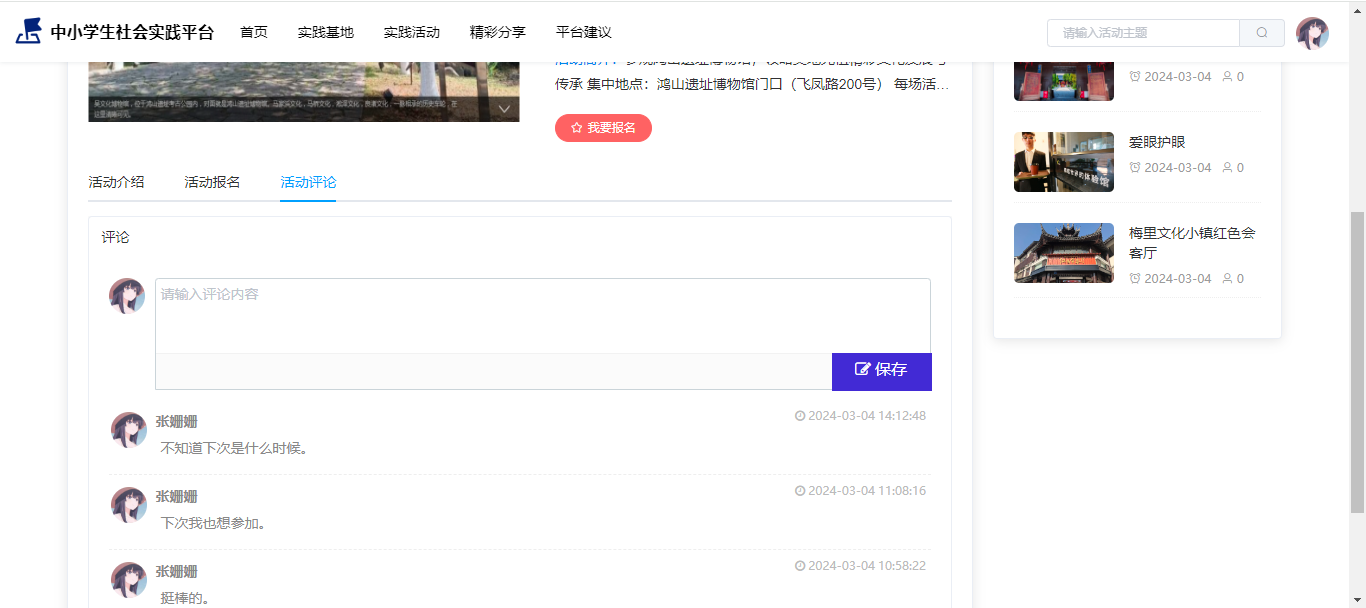 中小学生社会实践平台
首页
实践基地
实践活动
精彩分享
平台建议
请输入活动主题
传承 集中地点：鸿山遗址博物馆门口（飞凤路200号） 每场活…
我要报名
2024-03-04 0
爱眼护眼
2024-03-04 0
梅里文化小镇红色会
客厅
2024-03-04 0
活动介绍
活动报名
活动评论
评论
请输入评论内容
保存
张姗姗
2024-03-04 14:12:48
不知道下次是什么时候。
张姗姗
2024-03-04 11:08:16
下次我也想参加。
张姗姗
2024-03-04 10:58:22
挺棒的。